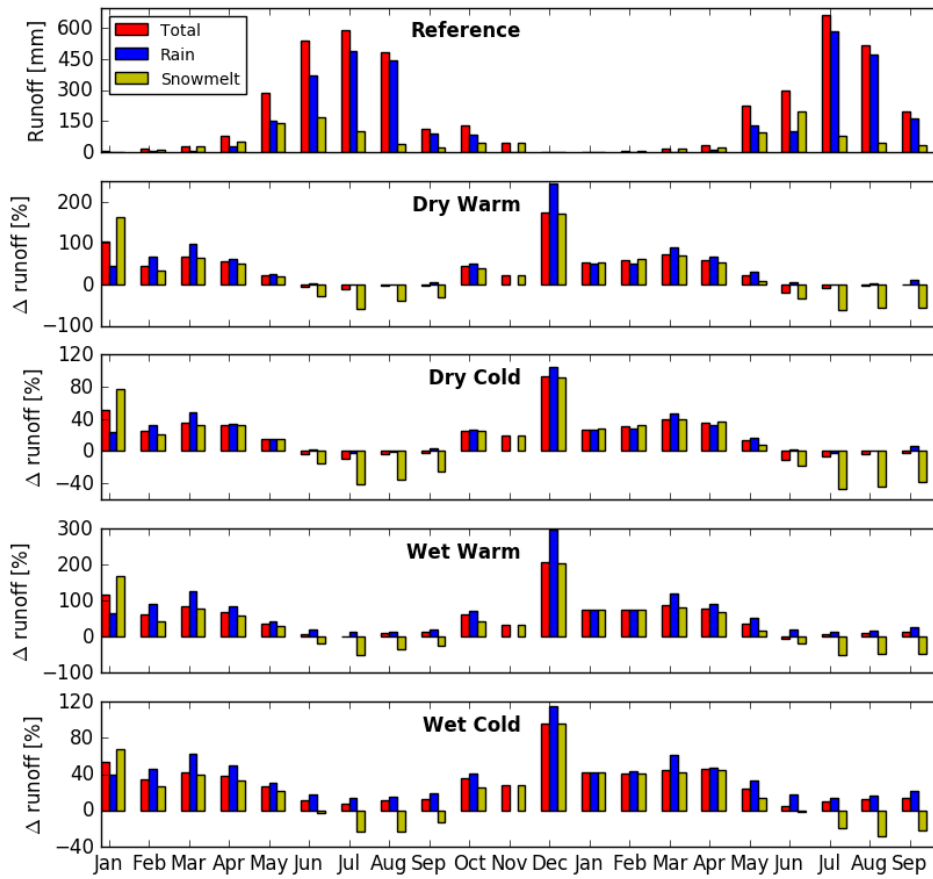 Runoff [mm]
600
450
300
150
0
Total
Rain
Snowmelt
Reference
Δ runoff [%]
200
100
0
−100
Dry Warm
Δ runoff [%]
120
80
40
0
−40
Dry Cold
Δ runoff [%]
300
200
100
0
−100
Wet Warm
Δ runoff [%]
120
80
40
0
−40
Wet Cold
Jan Feb Mar Apr May Jun Jul Aug Sep Oct Nov Dec Jan Feb Mar Apr May Jun Jul Aug Sep